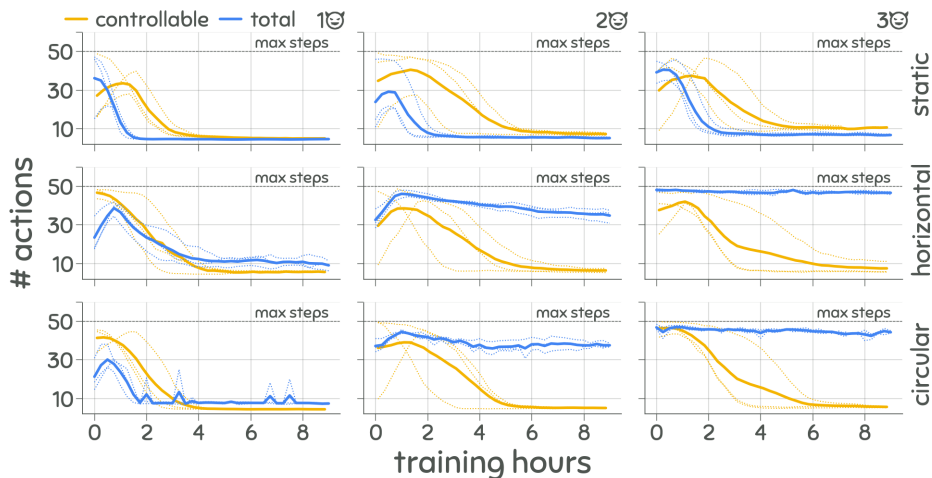 controllable total 1😈 2😈 3😈
max steps max steps max steps
50
30
10
static
max steps max steps max steps
50
30
10
horizontal
max steps max steps max steps
50
30
10
circular
# actions
0 2 4 6 8 0 2 4 6 8 0 2 4 6 8
training hours